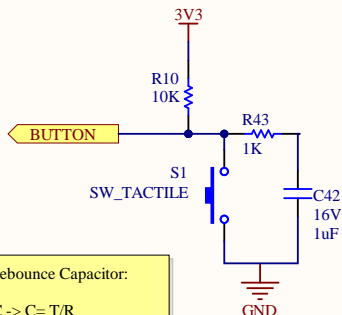 3V3
R10
10K
BUTTON
R43
1K
S1
SW_TACTILE
C42
16V
1uF
GND
ebounce Capacitor:
-> C= T/R